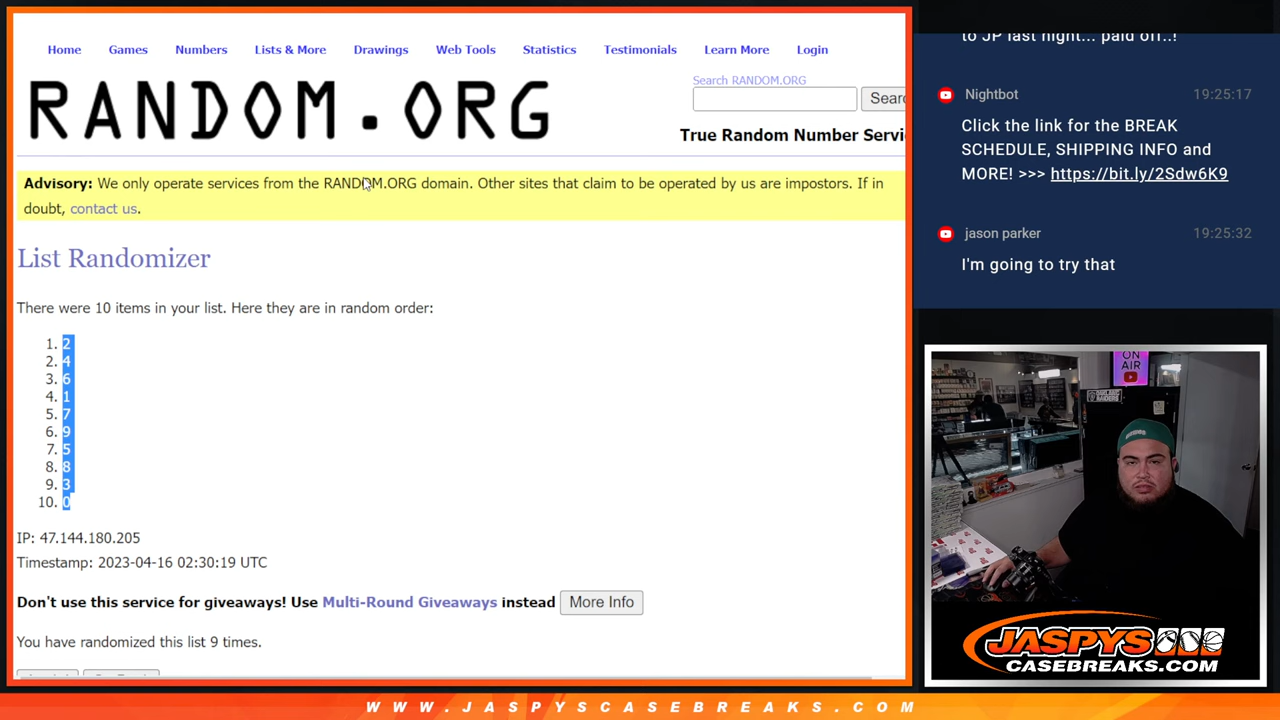 Home Games Numbers Lists & More Drawings Web Tools Statistics Testimonials Learn More Login
Search RANDOM.ORG
RANDOM.ORG
Searc
True Random Number Servi
Advisory: We only operate services from the RANDOM.ORG domain. Other sites that claim to be operated by us are impostors. If in
doubt, contact us.
List Randomizer
There were 10 items in your list. Here they are in random order:
1. 2
2. 4
3. 6
4. 1
5. 7
6. 9
7. 5
8. 8
9. 3
10. 0
IP: 47.144.180.205
Timestamp: 2023-04-16 02:30:19 UTC
Don't use this service for giveaways! Use Multi-Round Giveaways instead More Info
You have randomized this list 9 times.
to JP last night... paid off..!
Nightbot 19:25:17
Click the link for the BREAK
SCHEDULE, SHIPPING INFO and
MORE! >>> https://bit.ly/2Sdw6K9
jason parker 19:25:32
I'm going to try that
ON
AIR
JASPYS
CASEBREAKS.COM
WWW.JASPYSCASEBREAKS.COM